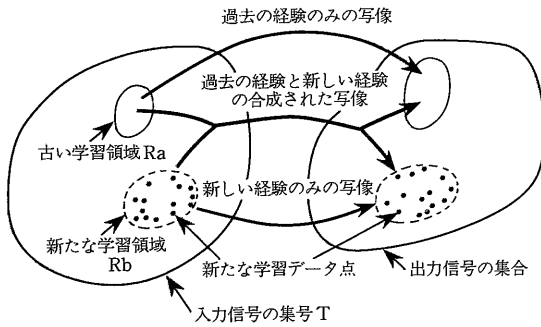 過去の経験のみの写像
過去の経験と新しい経験
の合成された写像
古い学習領域Ra
新しい経験のみの写像
新たな学習領域
Rb
新たな学習データ点
出力信号の集合
入力信号の集号T